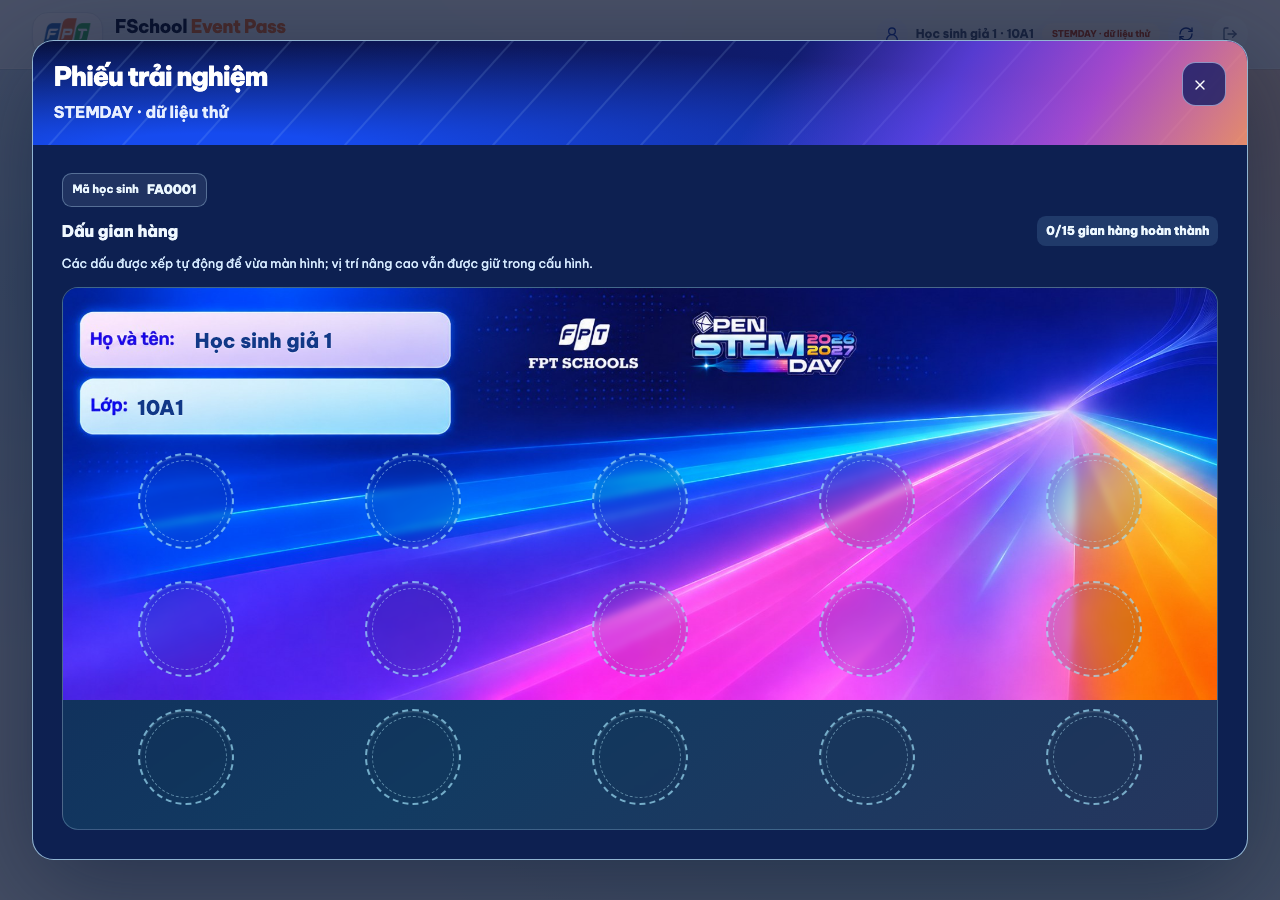 FPT
FSchool Event Pass
Học sinh giả 1 · 10A1
STEMDAY · dữ liệu thử
Phiếu trải nghiệm
STEMDAY · dữ liệu thử
Mã học sinh FA0001
Dấu gian hàng
0/15 gian hàng hoàn thành
Các dấu được xếp tự động để vừa màn hình; vị trí nâng cao vẫn được giữ trong cấu hình.
Họ và tên: Học sinh giả 1
Lớp: 10A1
FPT
FPT SCHOOLS
OPEN
STEM 2026 2027
DAY